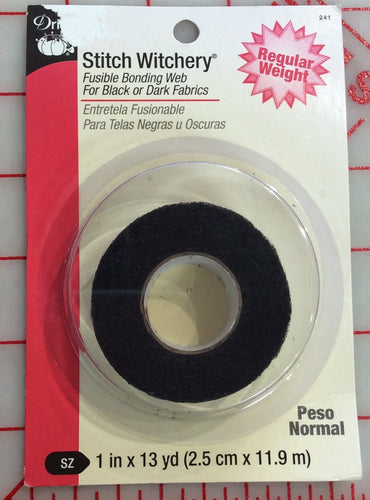 241
Stitch Witchery®
Fusible Bonding Web
For Black or Dark Fabrics
Entretela Fusionable
Para Telas Negras u Oscuras
Regular
Weight
Peso
Normal
SZ
1 in x 13 yd (2.5 cm x 11.9 m)